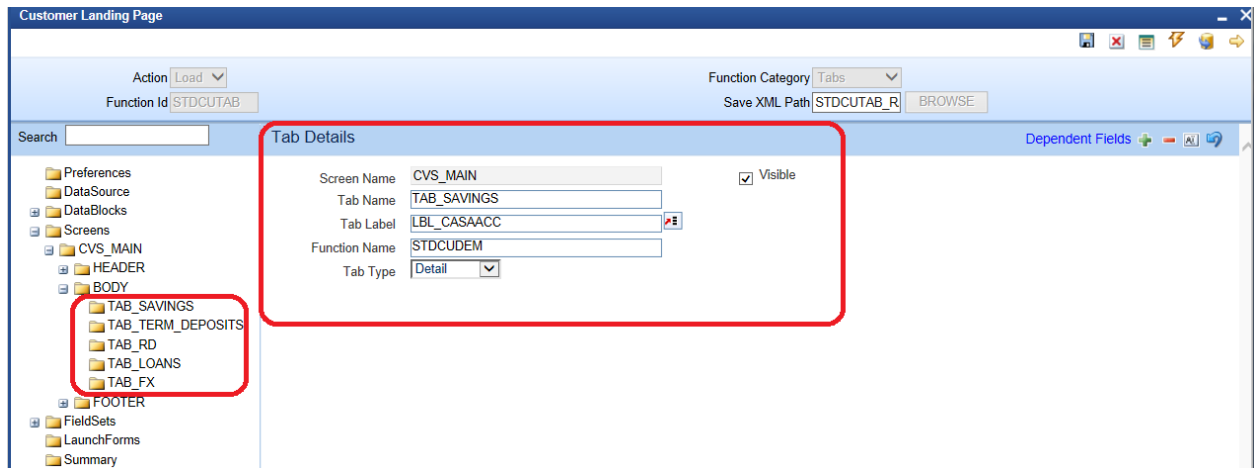 Customer Landing Page
Action Load
Function Category Tabs
Function Id STDCUTAB
Save XML Path STDCUTAB_R BROWSE
Search
Tab Details
Dependent Fields
Preferences
DataSource
DataBlocks
Screens
CVS_MAIN
HEADER
BODY
TAB_SAVINGS
TAB_TERM_DEPOSITS
TAB_RD
TAB_LOANS
TAB_FX
FOOTER
FieldSets
LaunchForms
Summary
Screen Name CVS_MAIN
Visible
Tab Name TAB_SAVINGS
Tab Label LBL_CASAACC
Function Name STDCUDEM
Tab Type Detail